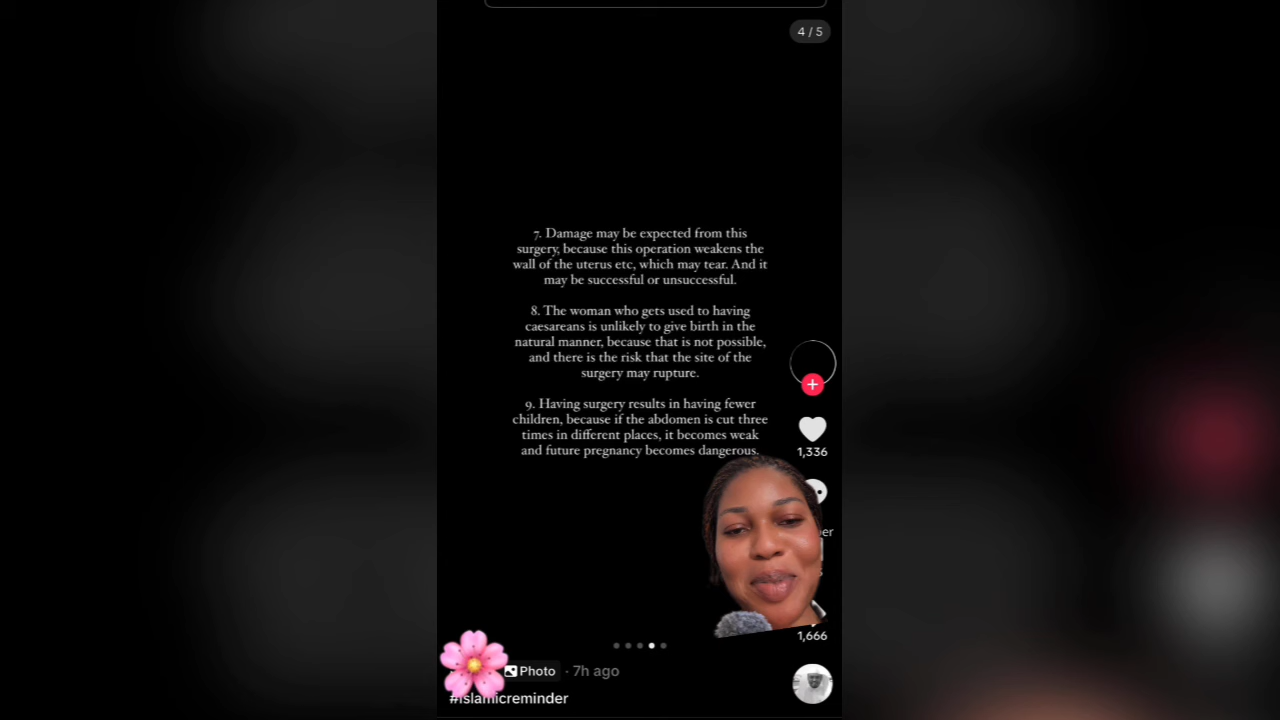 4 / 5
7. Damage may be expected from this
surgery, because this operation weakens the
wall of the uterus etc, which may tear. And it
may be successful or unsuccessful.
8. The woman who gets used to having
caesareans is unlikely to give birth in the
natural manner, because that is not possible,
and there is the risk that the site of the
surgery may rupture.
9. Having surgery results in having fewer
children, because if the abdomen is cut three
times in different places, it becomes weak
and future pregnancy becomes dangerous.
1,336
1,666
Photo · 7h ago
#islamicreminder